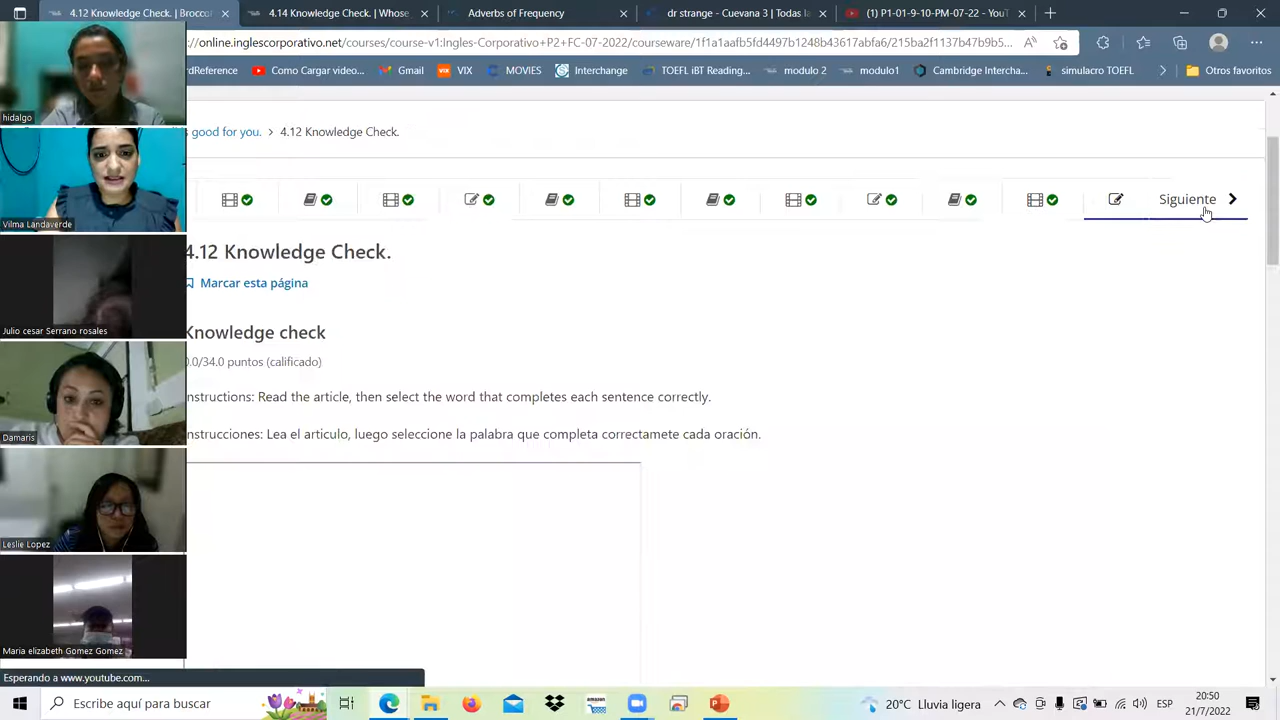 4.12 Knowledge Check. | Brocco
4.14 Knowledge Check. | Whose
Adverbs of Frequency
dr strange - Cuevana 3 | Todas
(1) P1-01-9-10-PM-07-22 - YouT
://online.inglescorporativo.net/courses/course-v1:Ingles-Corporativo+P2+FC-07-2022/courseware/1f1a1aafb5fd4497b1248b43617abfa6/215ba2f1137b47b9b5...
rdReference
Como Cargar video...
Gmail
VIX
MOVIES
Interchange
TOEFL iBT Reading...
modulo 2
modulo1
Cambridge Intercha...
simulacro TOEFL
Otros favoritos
hidalgo
s good for you. > 4.12 Knowledge Check.
Siguiente
Vilma Landaverde
4.12 Knowledge Check.
Marcar esta página
Julio cesar Serrano rosales
Knowledge check
0.0/34.0 puntos (calificado)
nstructions: Read the article, then select the word that completes each sentence correctly.
nstrucciones: Lea el articulo, luego seleccione la palabra que completa correctamete cada oración.
Damaris
Leslie Lopez
Maria elizabeth Gomez Gomez
Esperando a www.youtube.com...
Escribe aquí para buscar
amazon
20°C Lluvia ligera
ESP
20:50
21/7/2022